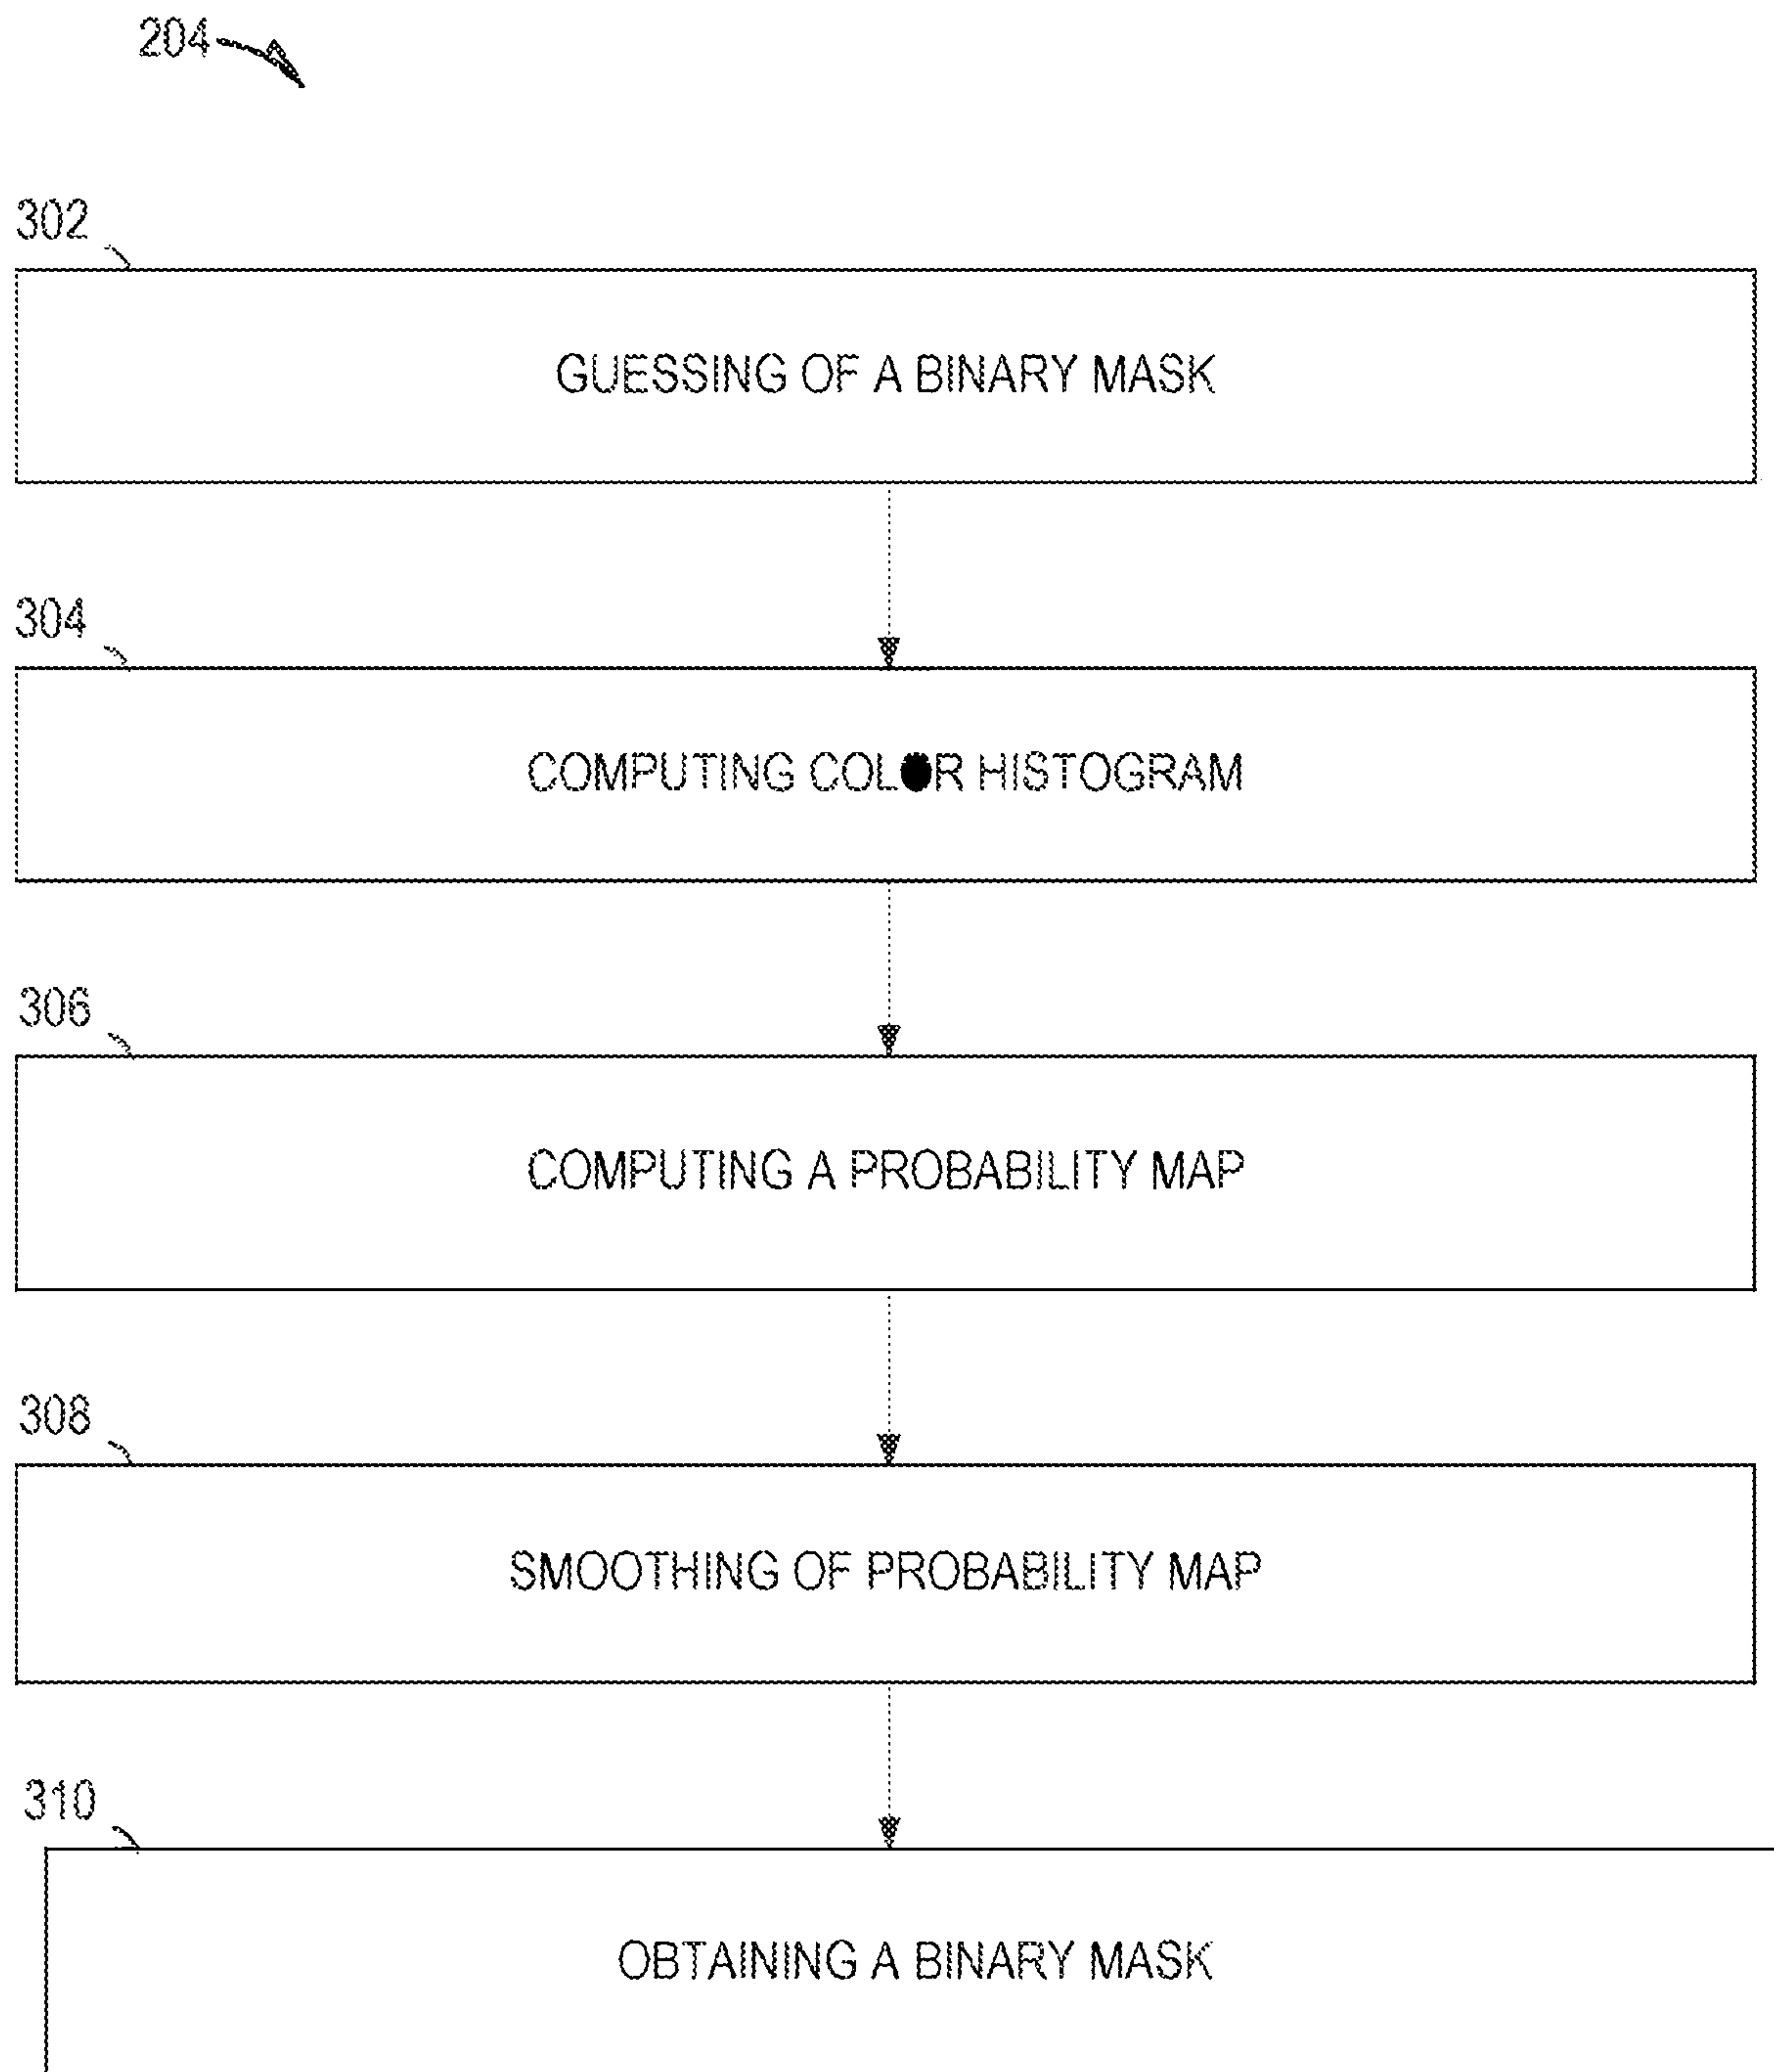 204
302
GUESSING OF A BINARY MASK
304
COMPUTING COLOR HISTOGRAM
306
COMPUTING A PROBABILITY MAP
308
SMOOTHING OF PROBABILITY MAP
310
OBTAINING A BINARY MASK